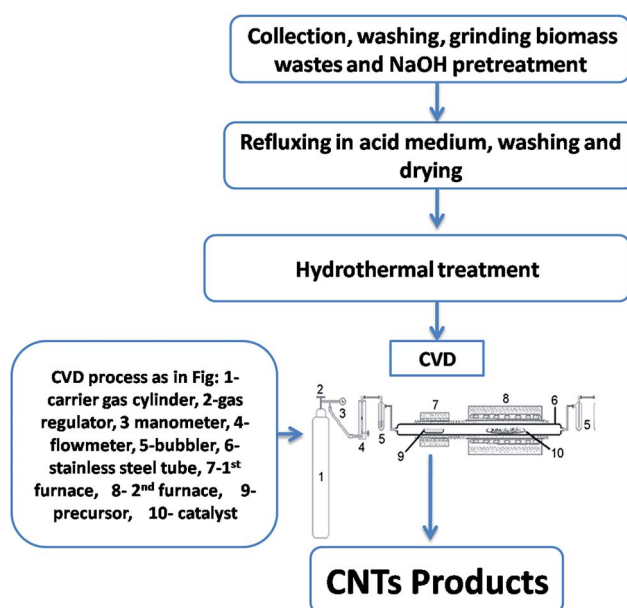 Collection, washing, grinding biomass
wastes and NaOH pretreatment
Refluxing in acid medium, washing and
drying
Hydrothermal treatment
CVD
CVD process as in Fig: 1-
carrier gas cylinder, 2-gas
regulator, 3 manometer, 4-
flowmeter, 5-bubbler, 6-
stainless steel tube, 7-1st
furnace, 8- 2nd furnace, 9-
precursor, 10- catalyst
2
3
1
4
5
7
8
6
5
9
10
CNTs Products